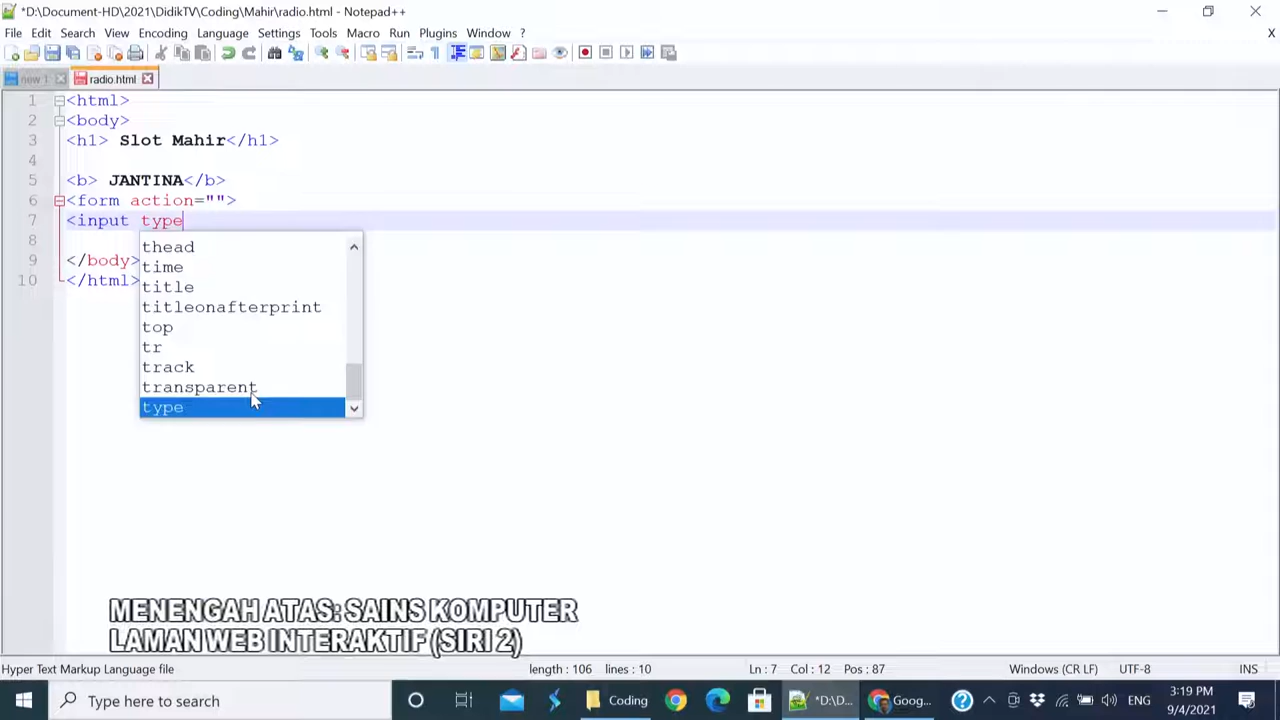 *D:\Document-HD\2021\DidikTV\Coding\Mahir\radio.html - Notepad++
File Edit Search View Encoding Language Settings Tools Macro Run Plugins Window ? X
new 1 radio.html
1 <html>
2 <body>
3 <h1> Slot Mahir</h1>
4
5 <b> JANTINA</b>
6 <form action="">
7 <input type
8
9 </body>
10 </html>
thead
time
title
titleonafterprint
top
tr
track
transparent
type
MENENGAH ATAS: SAINS KOMPUTER
LAMAN WEB INTERAKTIF (SIRI 2)
Hyper Text Markup Language file length : 106 lines : 10 Ln : 7 Col : 12 Pos : 87 Windows (CR LF) UTF-8 INS
Type here to search Coding *D:\D... Goog... ENG 3:19 PM
9/4/2021